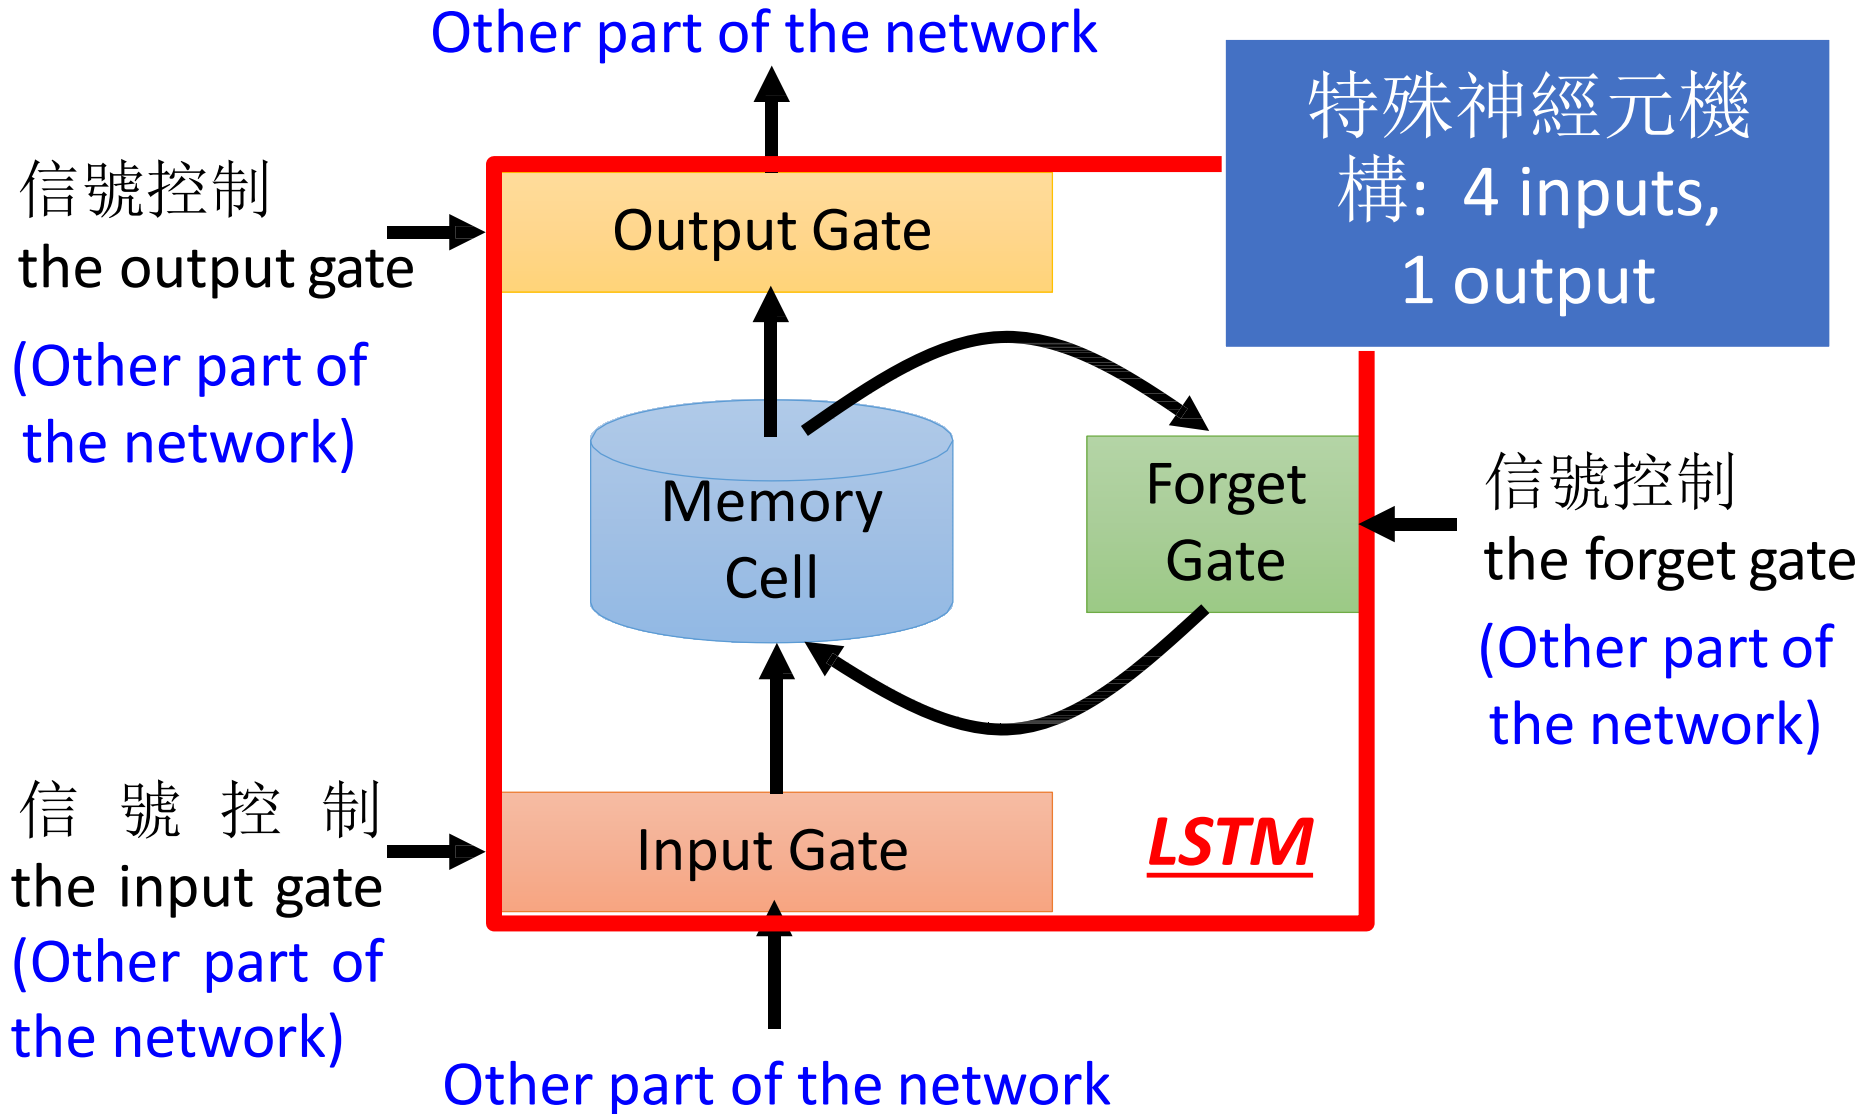 Other part of the network
特殊神經元機
構: 4 inputs,
1 output
信號控制
the output gate
(Other part of
the network)
Output Gate
Memory
Cell
Forget
Gate
信號控制
the forget gate
(Other part of
the network)
信號控制
the input gate
(Other part of
the network)
Input Gate
LSTM
Other part of the network